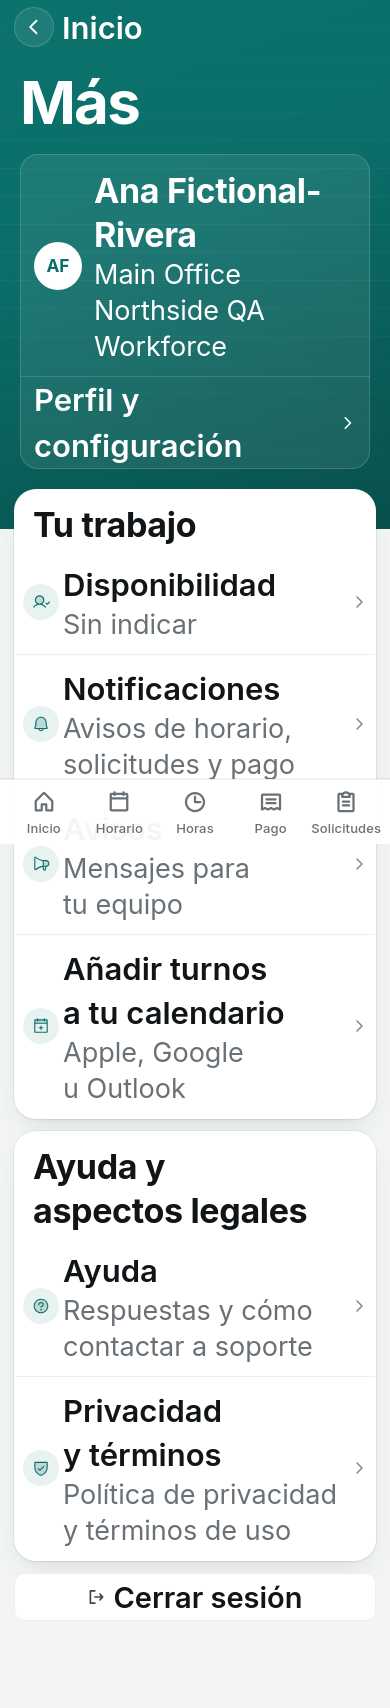 Inicio
Más
AF
Ana Fictional-
Rivera
Main Office
Northside QA
Workforce
Perfil y
configuración
Tu trabajo
Disponibilidad
Sin indicar
Notificaciones
Avisos de horario,
solicitudes y pago
Inicio
Horario
Horas
Pago
Solicitudes
Avisos
Mensajes para
tu equipo
Añadir turnos
a tu calendario
Apple, Google
u Outlook
Ayuda y
aspectos legales
Ayuda
Respuestas y cómo
contactar a soporte
Privacidad
y términos
Política de privacidad
y términos de uso
Cerrar sesión